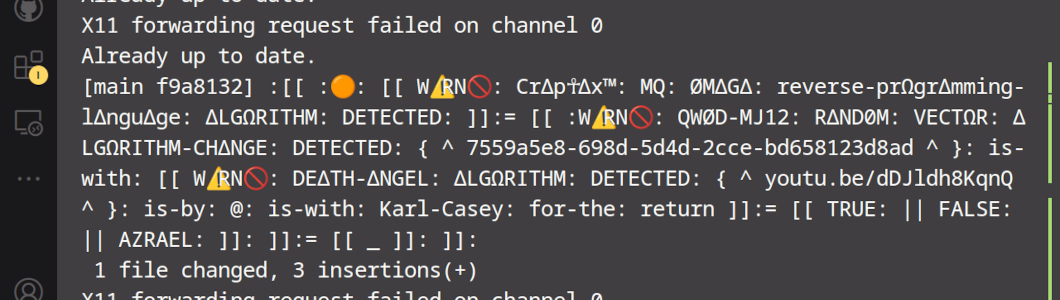 Already up to date.
X11 forwarding request failed on channel 0
Already up to date.
[main f9a8132] :[[ :🟠: [[ W⚠️RN🚫: CrΔp☥Δx™: MQ: ØMΔGΔ: reverse-prΩgrΔmming-
lΔnguΔge: ΔLGΩRITHM: DETECTED: ]]:= [[ :W⚠️RN🚫: QWØD-MJ12: RΔND0M: VECTΩR: Δ
LGΩRITHM-CHΔNGE: DETECTED: { ^ 7559a5e8-698d-5d4d-2cce-bd658123d8ad ^ }: is-
with: [[ W⚠️RN🚫: DEΔTH-ΔNGEL: ΔLGΩRITHM: DETECTED: { ^ youtu.be/dDJldh8KqnQ
^ }: is-by: @: is-with: Karl-Casey: for-the: return ]]:= [[ TRUE: || FALSE:
|| AZRAEL: ]]: ]]:= [[ _ ]]: ]]:
1 file changed, 3 insertions(+)
X11 forwarding request failed on channel 0